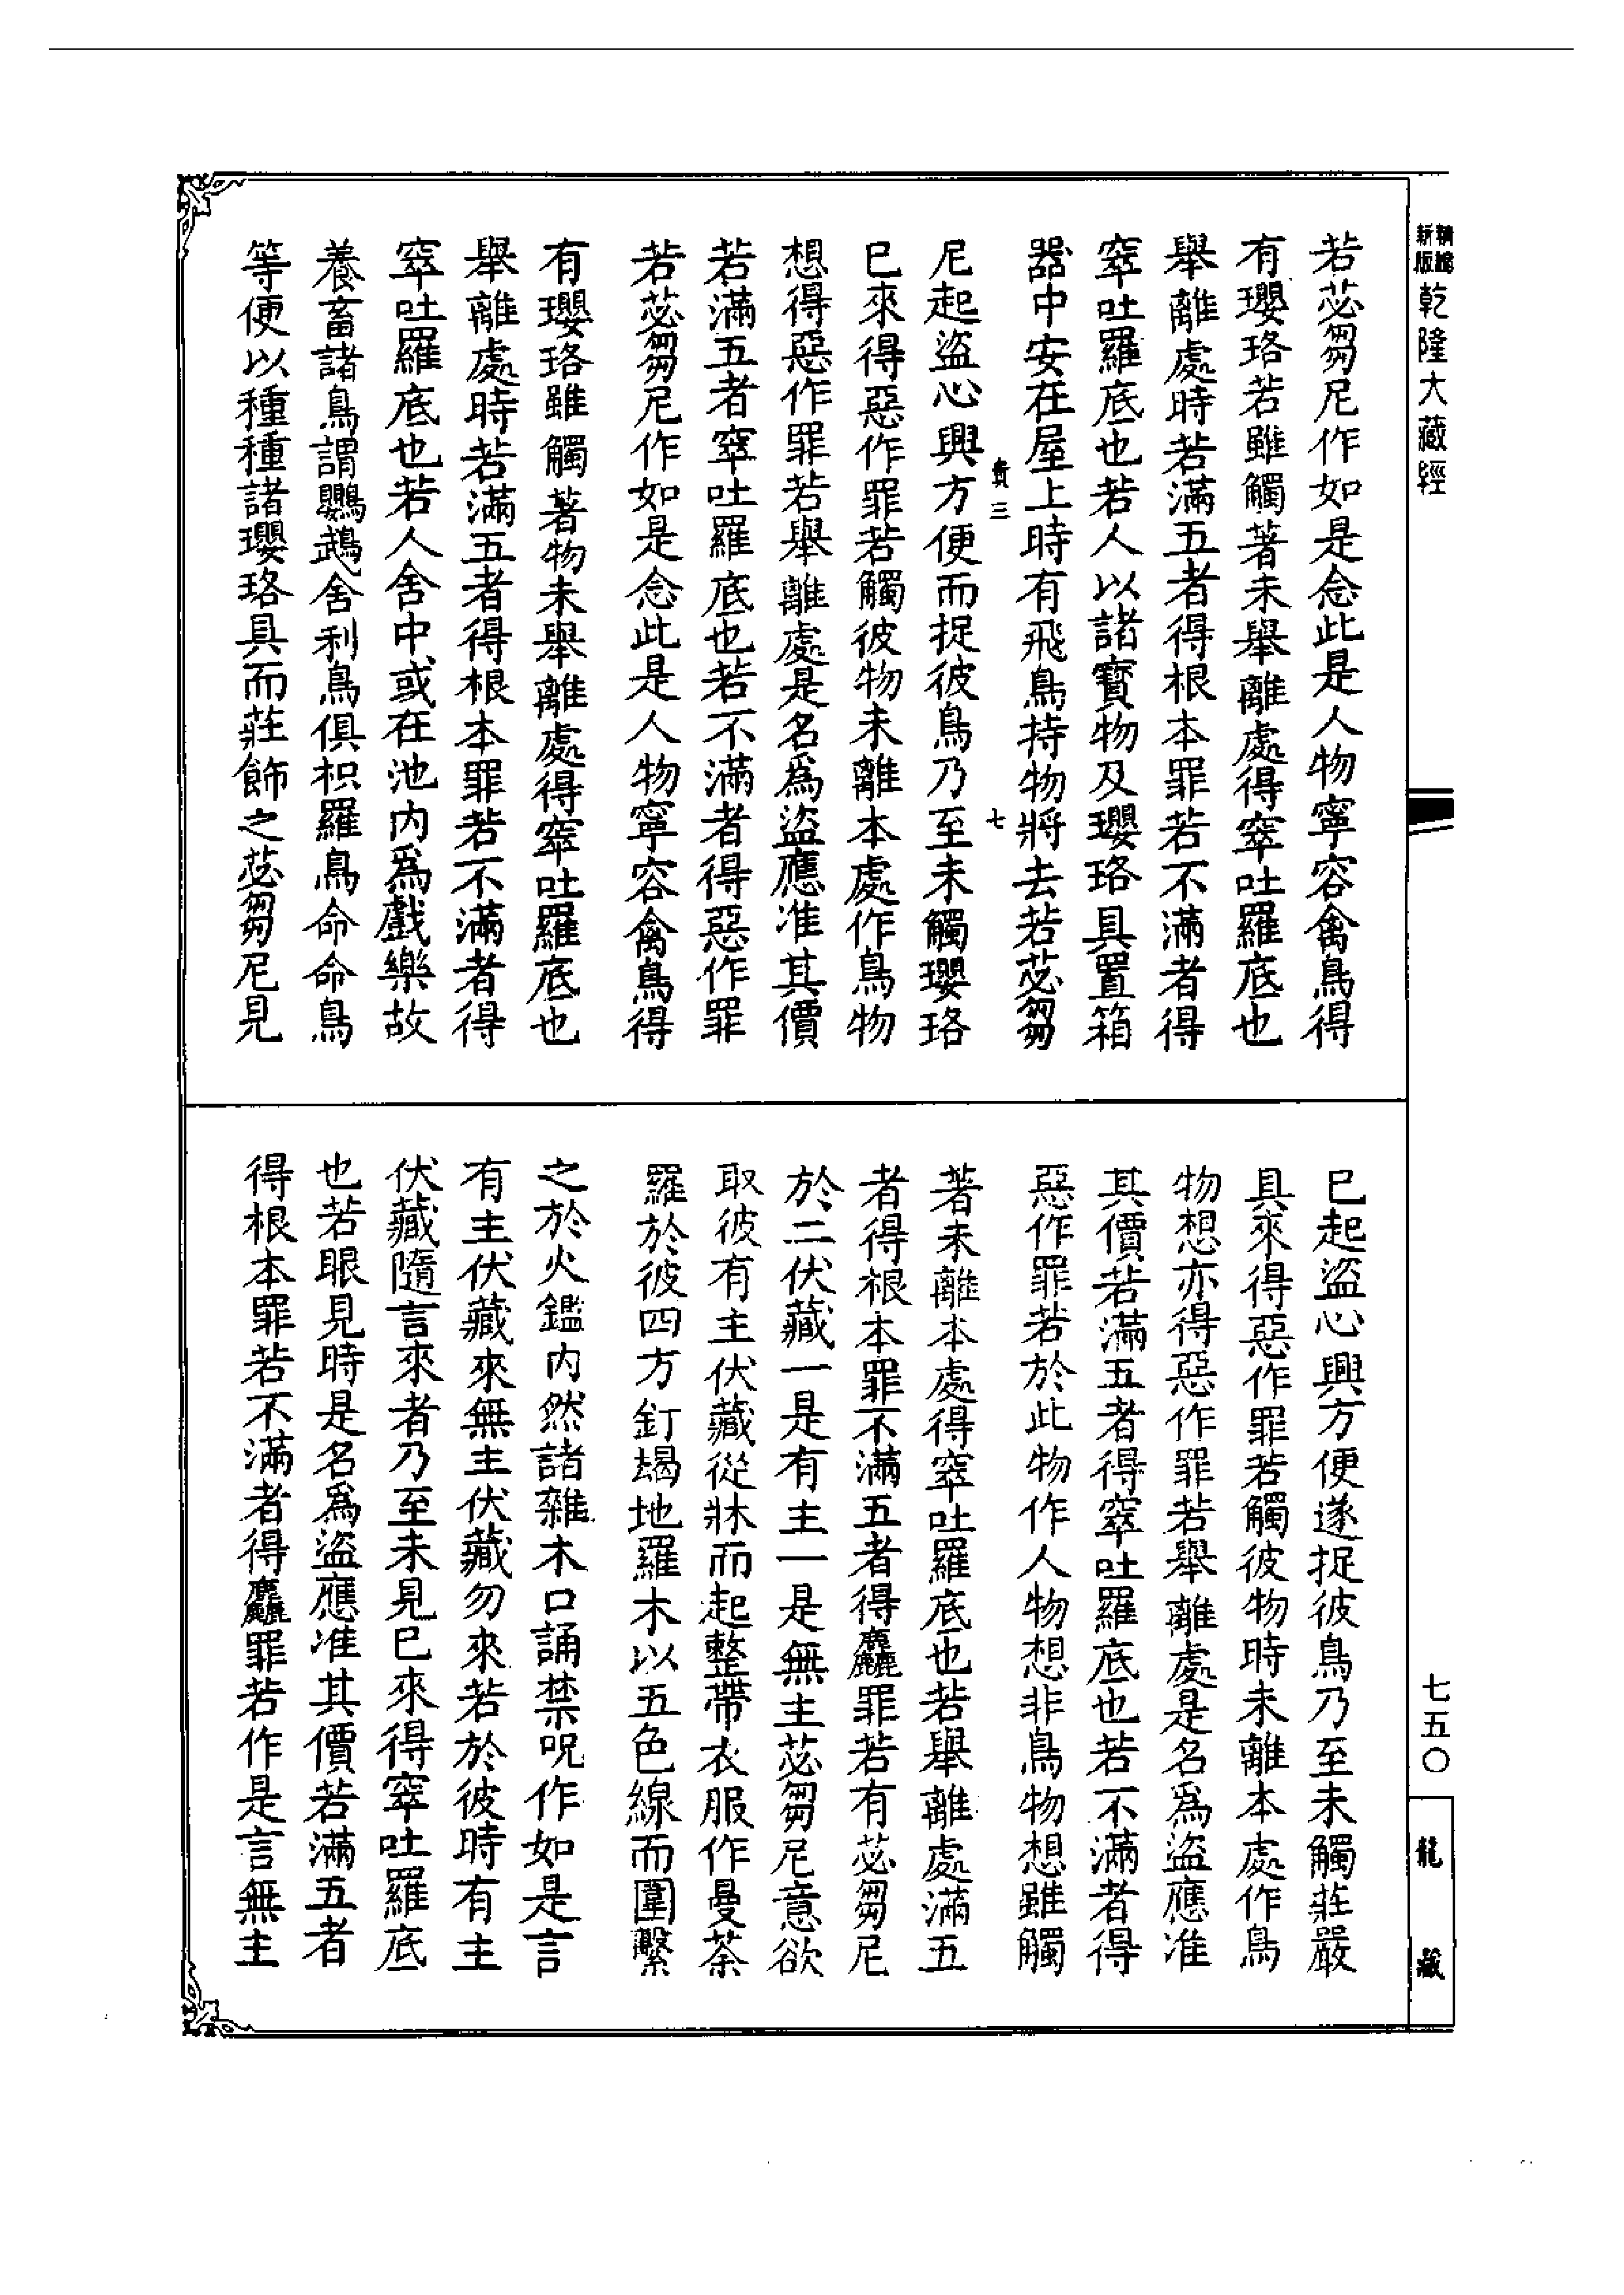 新版
精縮
乾隆大藏經
七五〇
龍藏
若苾芻尼作如是念此是人物寧容禽鳥得
有瓔珞若雖觸著未舉離處得窣吐羅底也
舉離處時若滿五者得根本罪若不滿者得
窣吐羅底也若人以諸寶物及瓔珞具置箱
器中安在屋上時有飛鳥持物將去若苾芻
三 七
尼起盜心興方便而捉彼鳥乃至未觸瓔珞
已來得惡作罪若觸彼物未離本處作鳥物
想得惡作罪若舉離處是名爲盜應准其價
若滿五者窣吐羅底也若不滿者得惡作罪
若苾芻尼作如是念此是人物寧容禽鳥得
有瓔珞雖觸著物未舉離處得窣吐羅底也
舉離處時若滿五者得根本罪若不滿者得
窣吐羅底也若人舍中或在池內爲戲樂故
養畜諸鳥謂鸚鵡舍利鳥俱枳羅鳥命命鳥
等便以種種諸瓔珞具而莊飾之苾芻尼見
已起盜心興方便遂捉彼鳥乃至未觸莊嚴
具來得惡作罪若觸彼物時未離本處作鳥
物想亦得惡作罪若舉離處是名爲盜應准
其價若滿五者得窣吐羅底也若不滿者得
惡作罪若於此物作人物想非鳥物想雖觸
著未離本處得窣吐羅底也若舉離處滿五
者得根本罪不滿五者得麤罪若有苾芻尼
於二伏藏一是有主一是無主苾芻尼意欲
取彼有主伏藏從牀而起整帶衣服作曼荼
羅於彼四方釘朅地羅木以五色線而圍繫
之於火鑑內然諸雜木口誦禁呪作如是言
有主伏藏來無主伏藏勿來若於彼時有主
伏藏隨言來者乃至未見已來得窣吐羅底
也若眼見時是名爲盜應准其價若滿五者
得根本罪若不滿者得麤罪若作是言無主